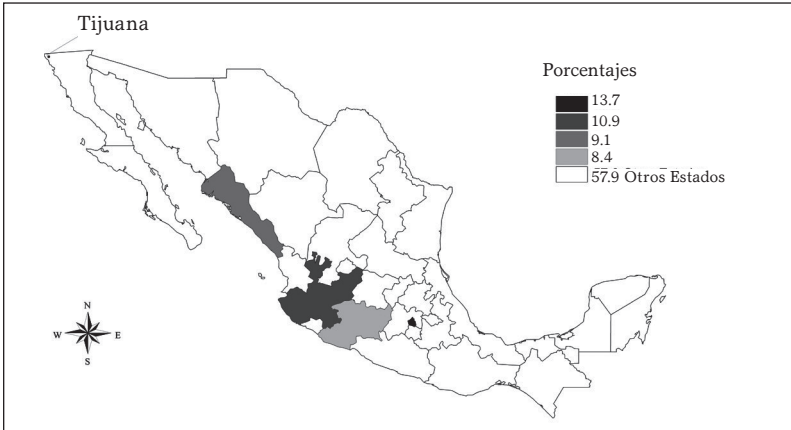 Tijuana
Porcentajes
13.7
10.9
9.1
8.4
57.9 Otros Estados
N
W E
S